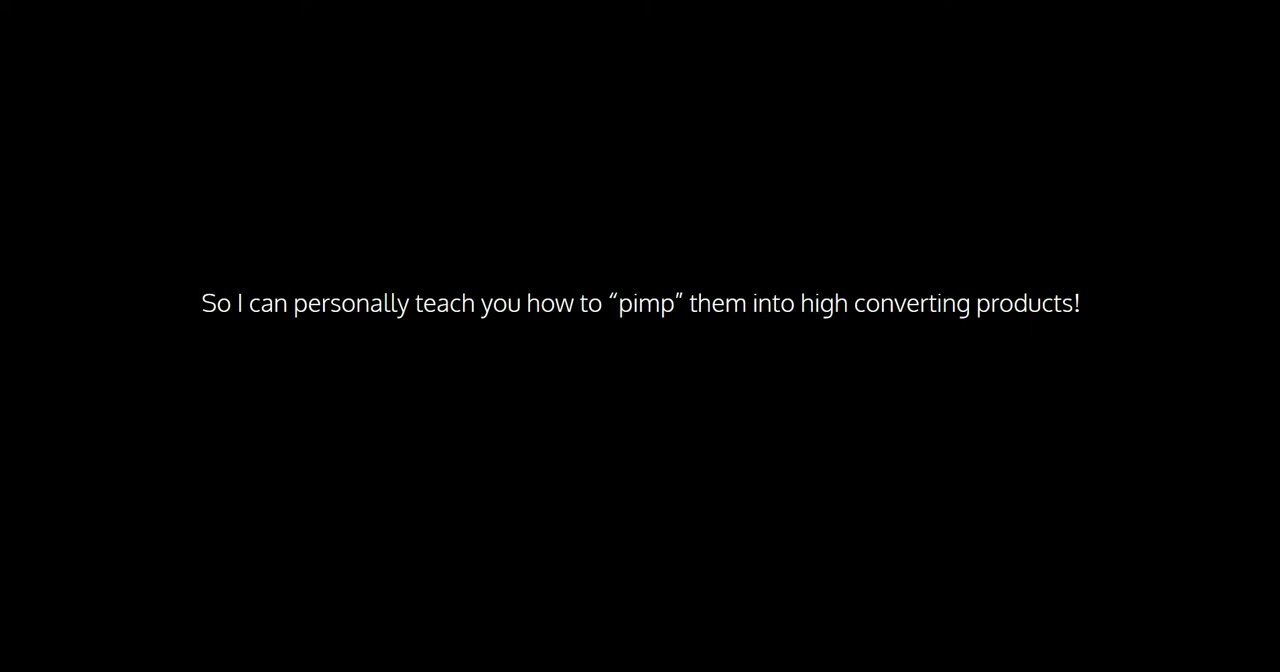 So I can personally teach you how to “pimp” them into high converting products!